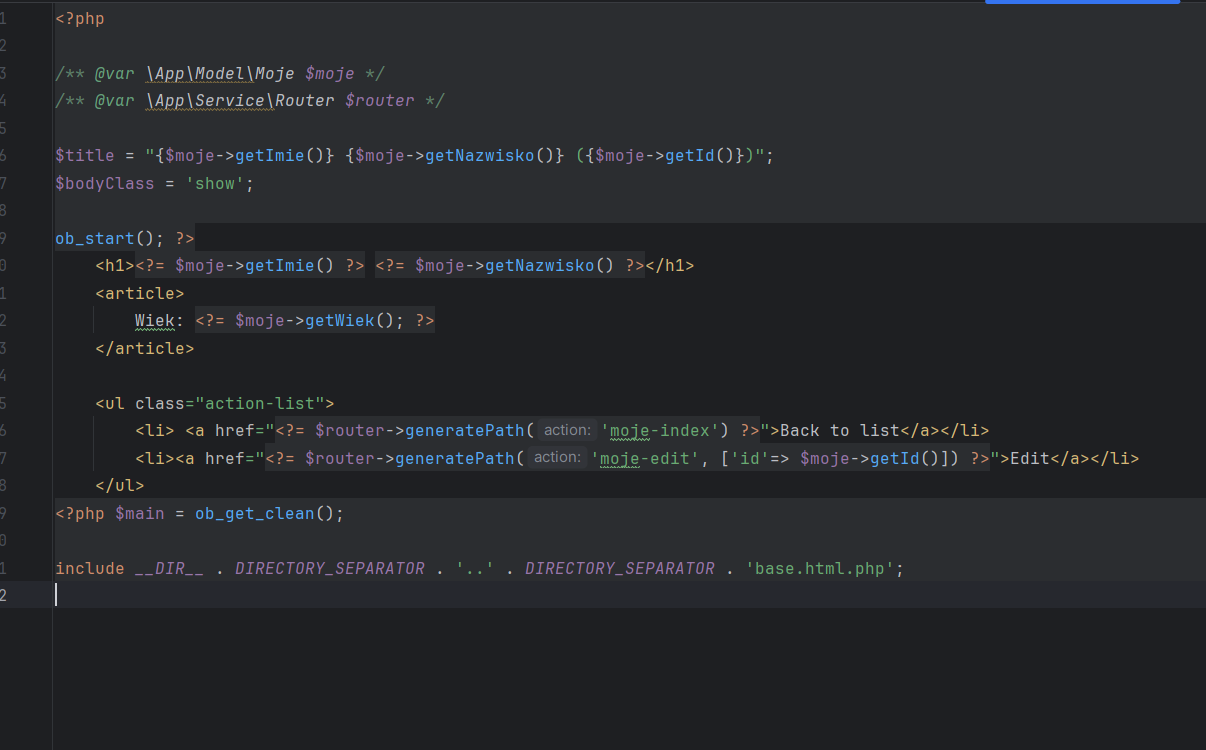 1 <?php
2
3 /** @var \App\Model\Moje $moje */
4 /** @var \App\Service\Router $router */
5
6 $title = "{$moje->getImie()} {$moje->getNazwisko()} ({$moje->getId()})";
7 $bodyClass = 'show';
8
9 ob_start(); ?>
0 <h1><?= $moje->getImie() ?> <?= $moje->getNazwisko() ?></h1>
1 <article>
2 Wiek: <?= $moje->getWiek(); ?>
3 </article>
4
5 <ul class="action-list">
6 <li> <a href="<?= $router->generatePath( action: 'moje-index') ?>">Back to list</a></li>
7 <li><a href="<?= $router->generatePath( action: 'moje-edit', ['id'=> $moje->getId()]) ?>">Edit</a></li>
8 </ul>
9 <?php $main = ob_get_clean();
0
1 include __DIR__ . DIRECTORY_SEPARATOR . '..' . DIRECTORY_SEPARATOR . 'base.html.php';
2